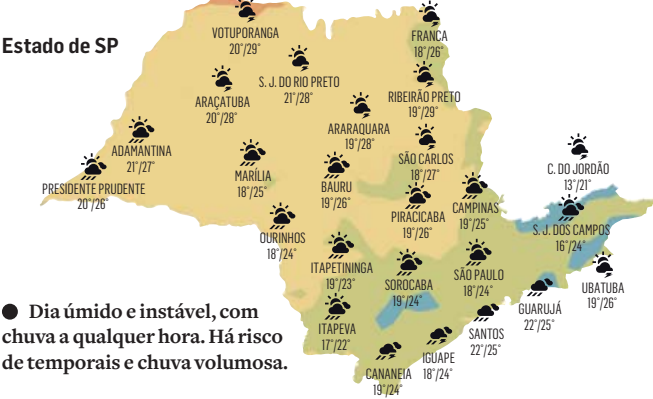 Estado de SP
VOTUPORANGA
20°/29°
FRANCA
18°/26°
S. J. DO RIO PRETO
21°/28°
RIBEIRÃO PRETO
19°/29°
ARAÇATUBA
20°/28°
ARARAQUARA
19°/28°
ADAMANTINA
21°/27°
SÃO CARLOS
18°/27°
C. DO JORDÃO
13°/21°
MARÍLIA
18°/25°
BAURU
19°/26°
PRESIDENTE PRUDENTE
20°/26°
CAMPINAS
19°/25°
PIRACICABA
19°/26°
S. J. DOS CAMPOS
16°/24°
OURINHOS
18°/24°
ITAPETININGA
19°/23°
SOROCABA
19°/24°
SÃO PAULO
18°/24°
UBATUBA
19°/26°
GUARUJÁ
22°/25°
ITAPEVA
17°/22°
SANTOS
22°/25°
IGUAPE
18°/24°
CANANEIA
19°/24°
● Dia úmido e instável, com
chuva a qualquer hora. Há risco
de temporais e chuva volumosa.